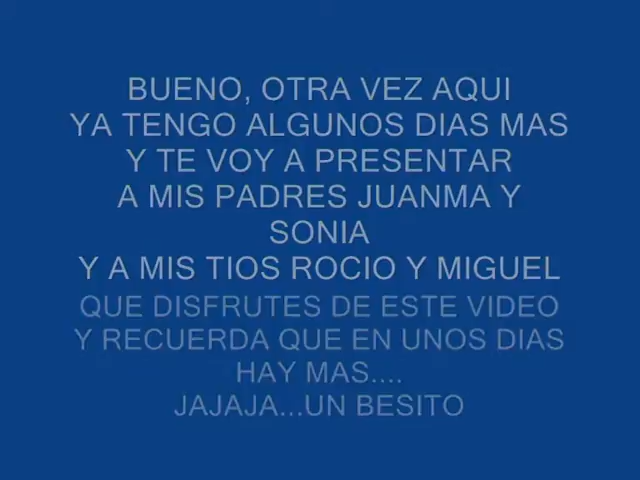 BUENO, OTRA VEZ AQUI
YA TENGO ALGUNOS DIAS MAS
Y TE VOY A PRESENTAR
A MIS PADRES JUANMA Y
SONIA
Y A MIS TIOS ROCIO Y MIGUEL
QUE DISFRUTES DE ESTE VIDEO
Y RECUERDA QUE EN UNOS DIAS
HAY MAS....
JAJAJA...UN BESITO